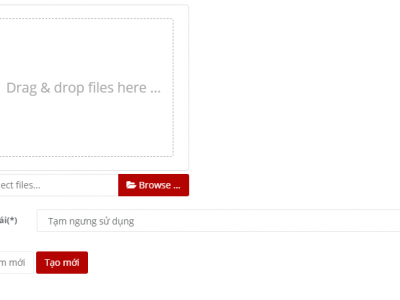 Drag & drop files here ...
ect files...
Browse ...
ái(*)
Tạm ngưng sử dụng
m mới
Tạo mới